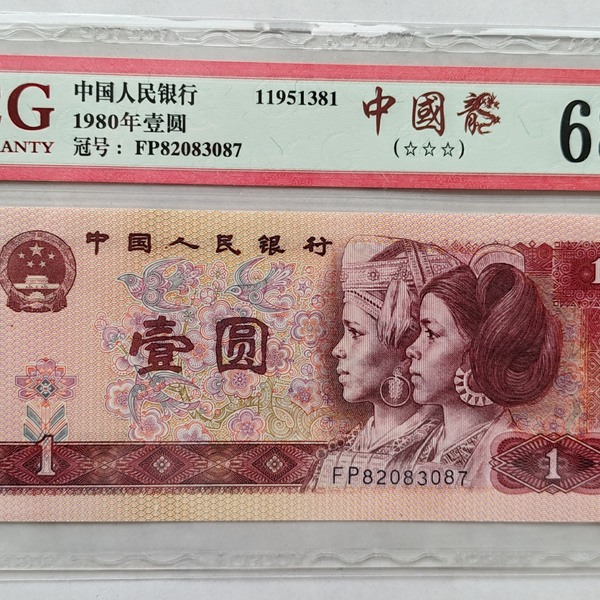 中国人民银行
11951381
中國龍
1980年壹圆
(☆☆☆)
冠号： FP82083087
中国人民银行
壹圆
FP82083087
1
1